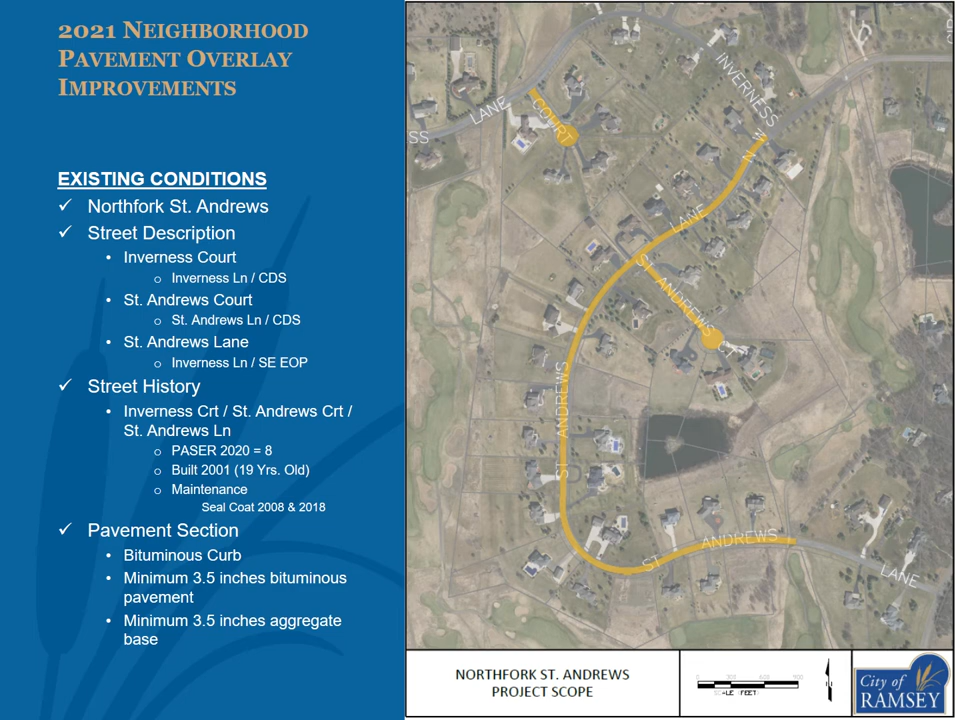 2021 NEIGHBORHOOD
PAVEMENT OVERLAY
IMPROVEMENTS
EXISTING CONDITIONS
✓ Northfork St. Andrews
✓ Street Description
• Inverness Court
o Inverness Ln / CDS
• St. Andrews Court
o St. Andrews Ln / CDS
• St. Andrews Lane
o Inverness Ln / SE EOP
✓ Street History
• Inverness Crt / St. Andrews Crt /
St. Andrews Ln
o PASER 2020 = 8
o Built 2001 (19 Yrs. Old)
o Maintenance
Seal Coat 2008 & 2018
✓ Pavement Section
• Bituminous Curb
• Minimum 3.5 inches bituminous
pavement
• Minimum 3.5 inches aggregate
base
SS LANE
COURT
INVERNESS
N W
LANE
ST ANDREWS CT
ST ANDREWS
ST ANDREWS
LANE
CIR
NORTHFORK ST. ANDREWS
PROJECT SCOPE
SCALE FEET
City of
RAMSEY